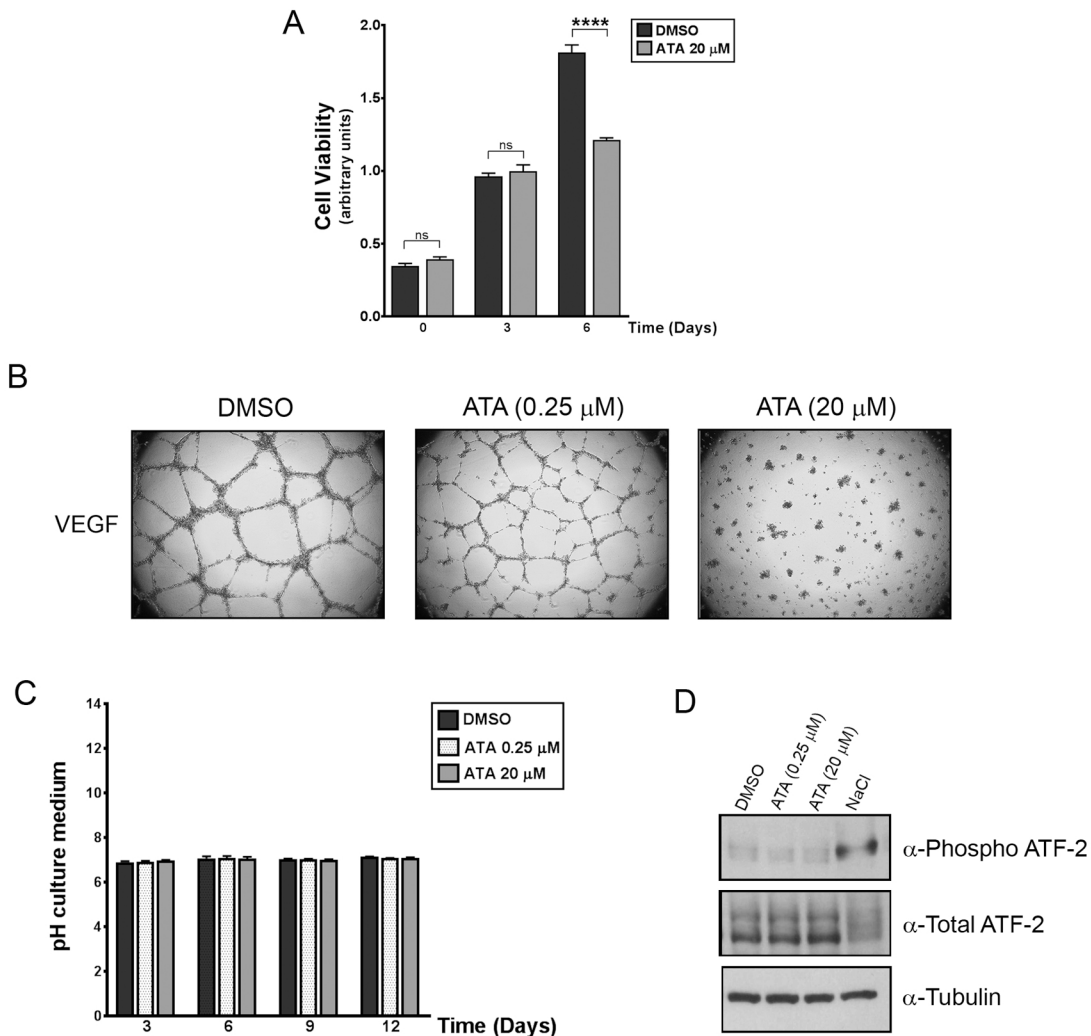 A
2.0
1.5
1.0
0.5
0.0
Cell Viability
(arbitrary units)
ns
ns
****
DMSO
ATA 20 μM
0 3 6 Time (Days)
B
DMSO ATA (0.25 μM) ATA (20 μM)
VEGF
C
14
12
10
8
6
4
2
0
pH culture medium
DMSO
ATA 0.25 μM
ATA 20 μM
3 6 9 12 Time (Days)
D
DMSO
ATA (0.25 μM)
ATA (20 μM)
NaCl
α-Phospho ATF-2
α-Total ATF-2
α-Tubulin